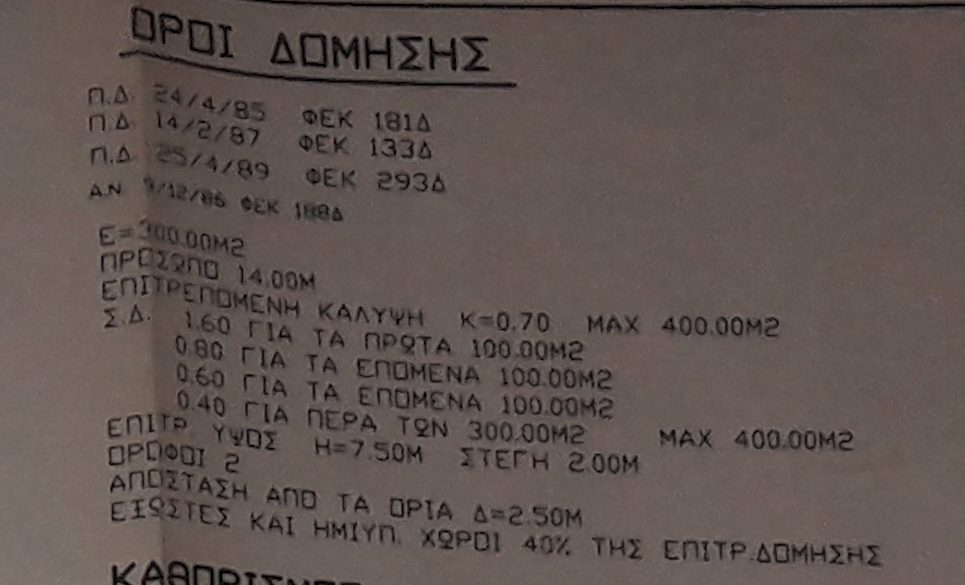 ΟΡΟΙ ΔΟΜΗΣΗΣ
Π.Δ. 24/4/85 ΦΕΚ 181Δ
Π.Δ. 14/2/87 ΦΕΚ 133Δ
Π.Δ. 25/4/89 ΦΕΚ 293Δ
Α.Ν. 9/12/86 ΦΕΚ 188Δ
Ε=300.00Μ2
ΠΡΟΣΩΠΟ 14.00Μ
ΕΠΙΤΡΕΠΟΜΕΝΗ ΚΑΛΥΨΗ Κ=0.70 MAX 400.00Μ2
Σ.Δ. 1.60 ΓΙΑ ΤΑ ΠΡΩΤΑ 100.00Μ2
0.80 ΓΙΑ ΤΑ ΕΠΟΜΕΝΑ 100.00Μ2
0.60 ΓΙΑ ΤΑ ΕΠΟΜΕΝΑ 100.00Μ2
0.40 ΓΙΑ ΠΕΡΑ ΤΩΝ 300.00Μ2 MAX 400.00Μ2
ΕΠΙΤΡ. ΥΨΟΣ Η=7.50Μ ΣΤΕΓΗ 2.00Μ
ΟΡΟΦΟΙ 2
ΑΠΟΣΤΑΣΗ ΑΠΟ ΤΑ ΟΡΙΑ Δ=2.50Μ
ΕΞΩΣΤΕΣ ΚΑΙ ΗΜΙΥΠ. ΧΩΡΟΙ 40% ΤΗΣ ΕΠΙΤΡ.ΔΟΜΗΣΗΣ